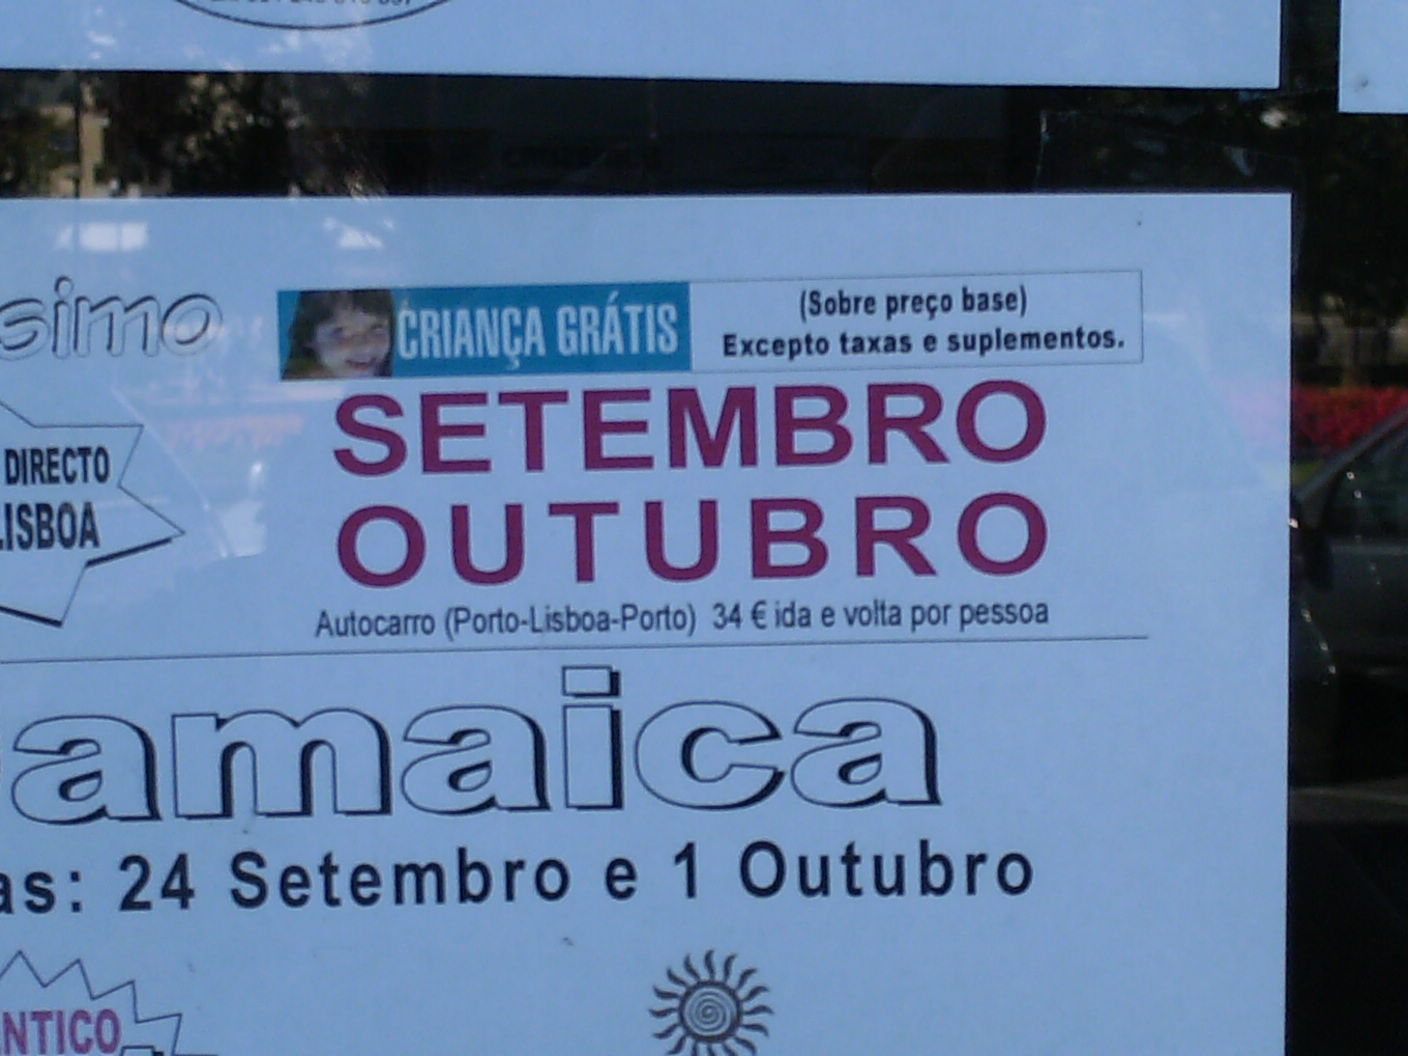 simo
CRIANÇA GRÁTIS
(Sobre preço base)
Excepto taxas e suplementos.
DIRECTO
LISBOA
SETEMBRO
OUTUBRO
Autocarro (Porto-Lisboa-Porto) 34 € ida e volta por pessoa
amaica
as: 24 Setembro e 1 Outubro
NTICO